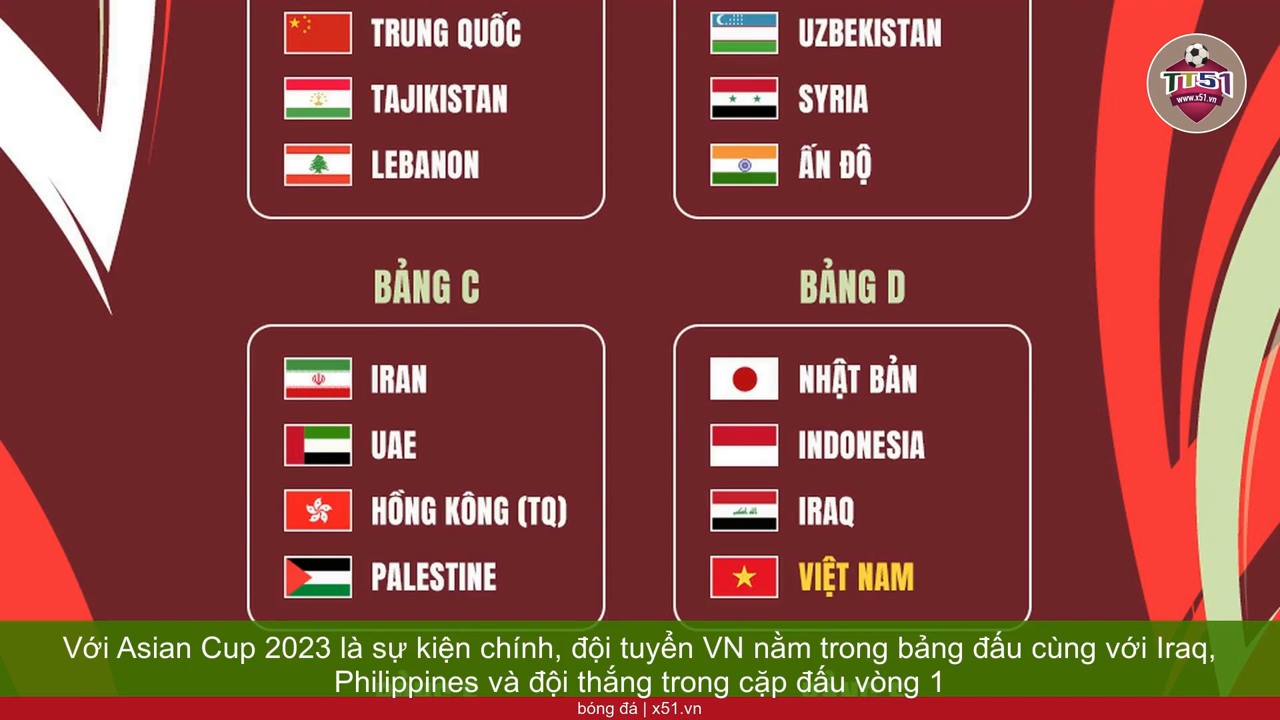 TRUNG QUỐC
TAJIKISTAN
LEBANON
UZBEKISTAN
SYRIA
ẤN ĐỘ
TT51
www.x51.vn
BẢNG C
IRAN
UAE
HỒNG KÔNG (TQ)
PALESTINE
BẢNG D
NHẬT BẢN
INDONESIA
IRAQ
VIỆT NAM
Với Asian Cup 2023 là sự kiện chính, đội tuyển VN nằm trong bảng đấu cùng với Iraq,
Philippines và đội thắng trong cặp đấu vòng 1
bóng đá | x51.vn